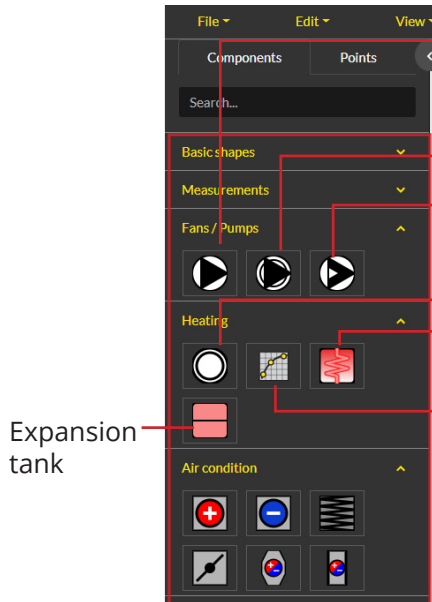 File Edit View
Components Points
Search...
Basic shapes
Measurements
Fans / Pumps
Heating
Expansion
tank
Air condition